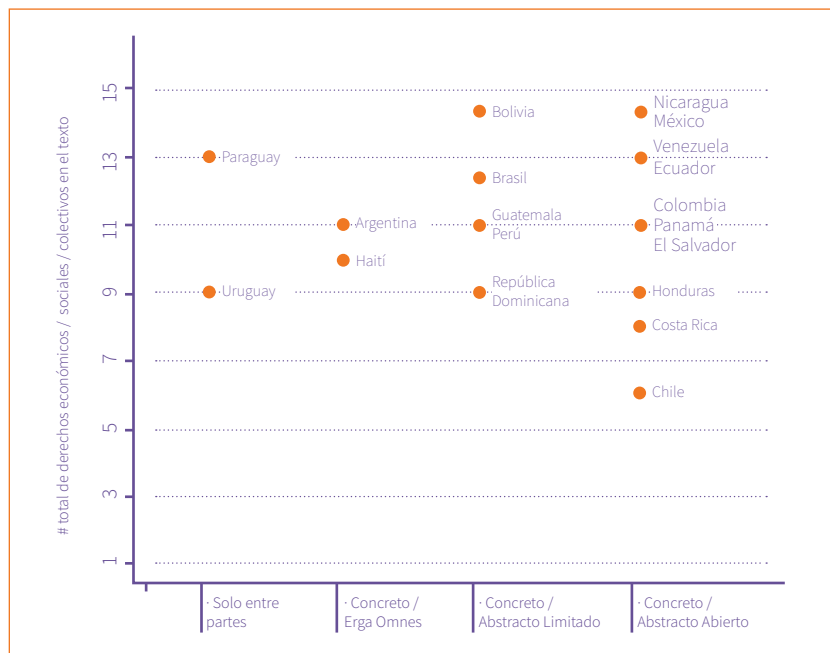 # total de derechos económicos / sociales / colectivos en el texto
15
13
11
9
7
5
3
1
Paraguay
Uruguay
Argentina
Haití
Bolivia
Brasil
Guatemala
Perú
República
Dominicana
Nicaragua
México
Venezuela
Ecuador
Colombia
Panamá
El Salvador
Honduras
Costa Rica
Chile
· Solo entre
partes
· Concreto /
Erga Omnes
· Concreto /
Abstracto Limitado
· Concreto /
Abstracto Abierto